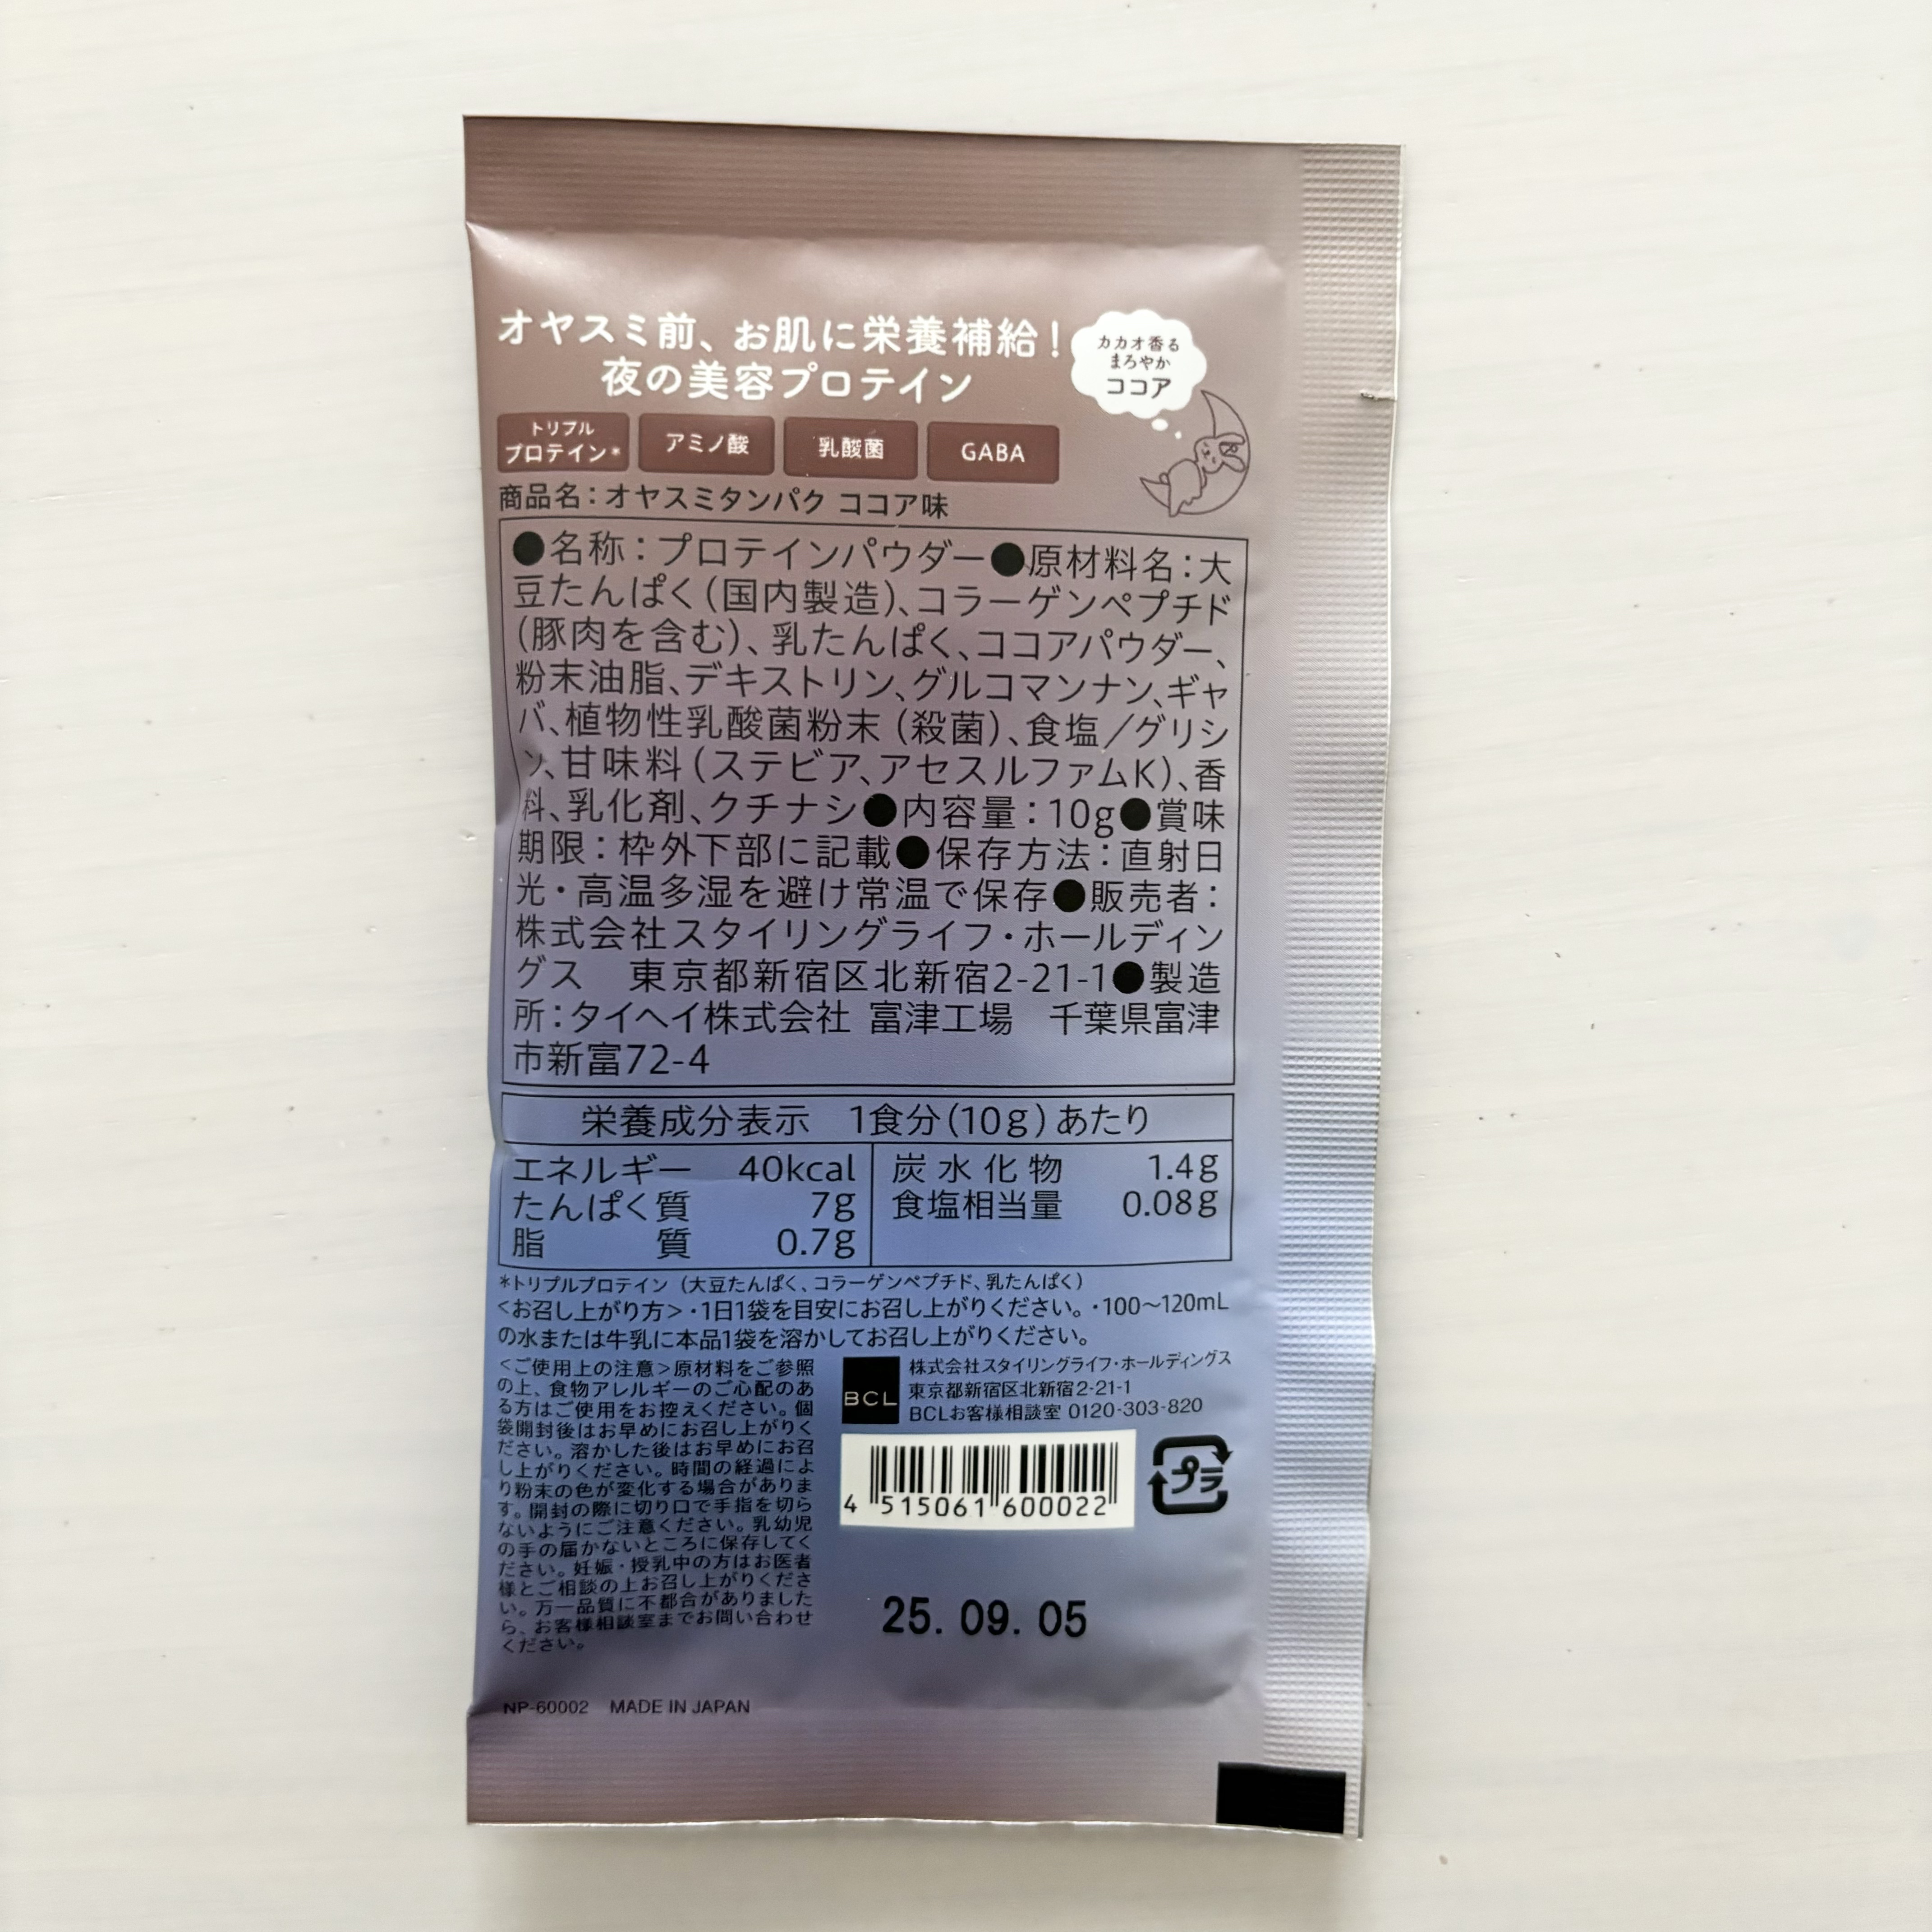 オヤスミ前、お肌に栄養補給!
夜の美容プロテイン
カカオ香る
まろやか
ココア
トリプル
プロテイン*
アミノ酸
乳酸菌
GABA
商品名:オヤスミタンパク ココア味
●名称:プロテインパウダー●原材料名:大
豆たんぱく(国内製造)、コラーゲンペプチド
(豚肉を含む)、乳たんぱく、ココアパウダー、
粉末油脂、デキストリン、グルコマンナン、ギャ
バ、植物性乳酸菌粉末(殺菌)、食塩/グリシ
ン、甘味料(ステビア、アセスルファムK)、香
料、乳化剤、クチナシ●内容量:10g●賞味
期限:枠外下部に記載●保存方法:直射日
光・高温多湿を避け常温で保存●販売者:
株式会社スタイリングライフ・ホールディン
グス 東京都新宿区北新宿2-21-1●製造
所:タイヘイ株式会社 富津工場 千葉県富津
市新富72-4
栄養成分表示 1食分(10g)あたり
エネルギー 40kcal
たんぱく質 7g
脂質 0.7g
炭水化物 1.4g
食塩相当量 0.08g
*トリプルプロテイン(大豆たんぱく、コラーゲンペプチド、乳たんぱく)
<お召し上がり方>・1日1袋を目安にお召し上がりください。・100~120mL
の水または牛乳に本品1袋を溶かしてお召し上がりください。
<ご使用上の注意>原材料をご参照
の上、食物アレルギーのご心配のあ
る方はご使用をお控えください。個
袋開封後はお早めにお召し上がりく
ださい。溶かした後はお早めにお召
し上がりください。時間の経過によ
り粉末の色が変化する場合がありま
す。開封の際に切り口で手指を切ら
ないようにご注意ください。乳幼児
の手の届かないところに保存してく
ださい。妊娠・授乳中の方はお医者
様とご相談の上お召し上がりくださ
い。万一品質に不都合がありました
ら、お客様相談室までお問い合わせ
ください。
BCL
株式会社スタイリングライフ・ホールディングス
東京都新宿区北新宿2-21-1
BCLお客様相談室 0120-303-820
4 515061 600022
プラ
25. 09. 05
NP-60002 MADE IN JAPAN